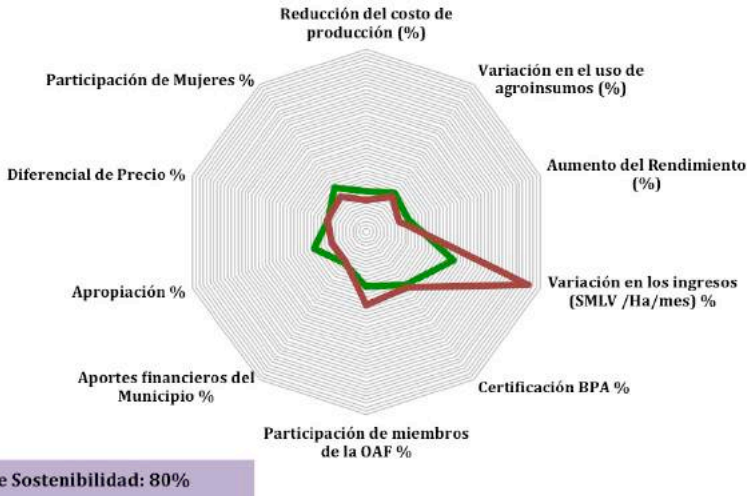 Reducción del costo de
producción (%)
Variación en el uso de
agroinsumos (%)
Participación de Mujeres %
Aumento del Rendimiento
(%)
Diferencial de Precio %
Variación en los ingresos
(SMLV /Ha/mes) %
Apropiación %
Certificación BPA %
Aportes financieros del
Municipio %
Participación de miembros
de la OAF %
e Sostenibilidad: 80%